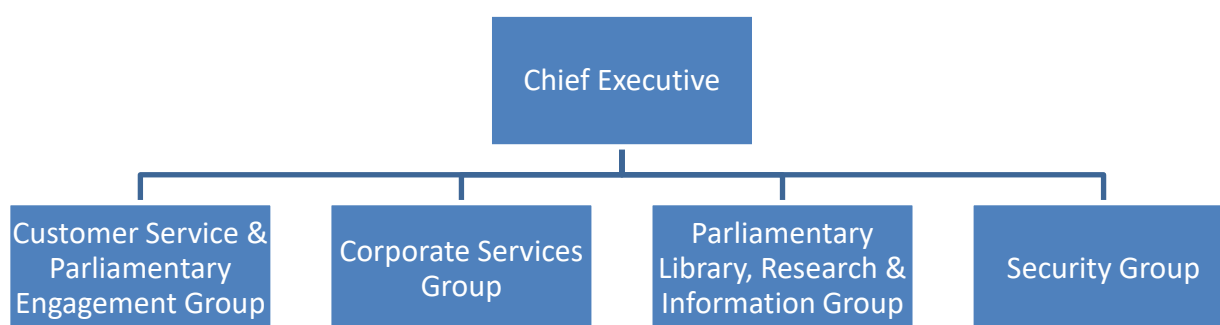 Chief Executive
Customer Service &
Parliamentary
Engagement Group
Corporate Services
Group
Parliamentary
Library, Research &
Information Group
Security Group